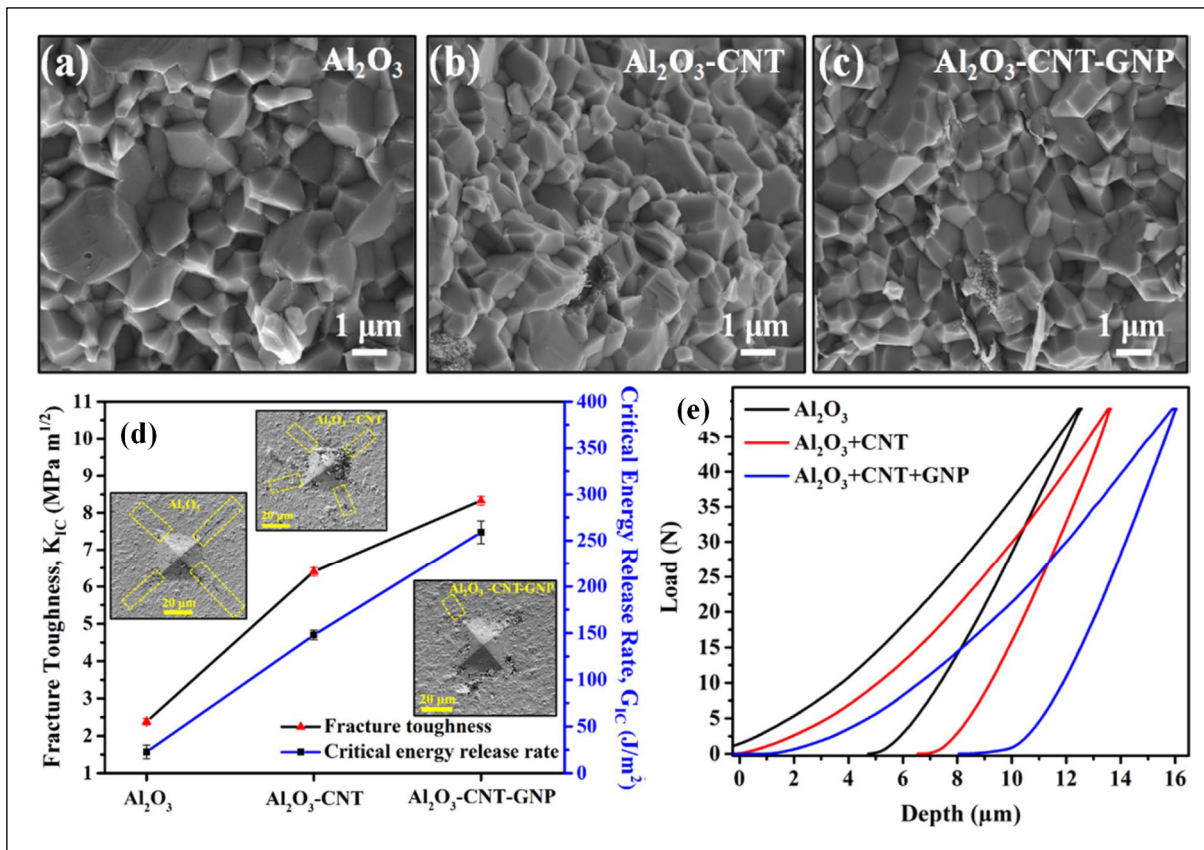 (a) Al₂O₃
1 μm
(b) Al₂O₃-CNT
1 μm
(c) Al₂O₃-CNT-GNP
1 μm
(d)
Fracture Toughness, K_IC (MPa m^1/2)
11
10
9
8
7
6
5
4
3
2
1
Al₂O₃
20 μm
Al₂O₃-CNT
20 μm
Al₂O₃-CNT-GNP
20 μm
Fracture toughness
Critical energy release rate
Al₂O₃ Al₂O₃-CNT Al₂O₃-CNT-GNP
400
350
300
250
200
150
100
50
0
Critical Energy Release Rate, G_IC (J/m²)
(e)
Al₂O₃
Al₂O₃+CNT
Al₂O₃+CNT+GNP
Load (N)
45
40
35
30
25
20
15
10
5
0
0 2 4 6 8 10 12 14 16
Depth (μm)